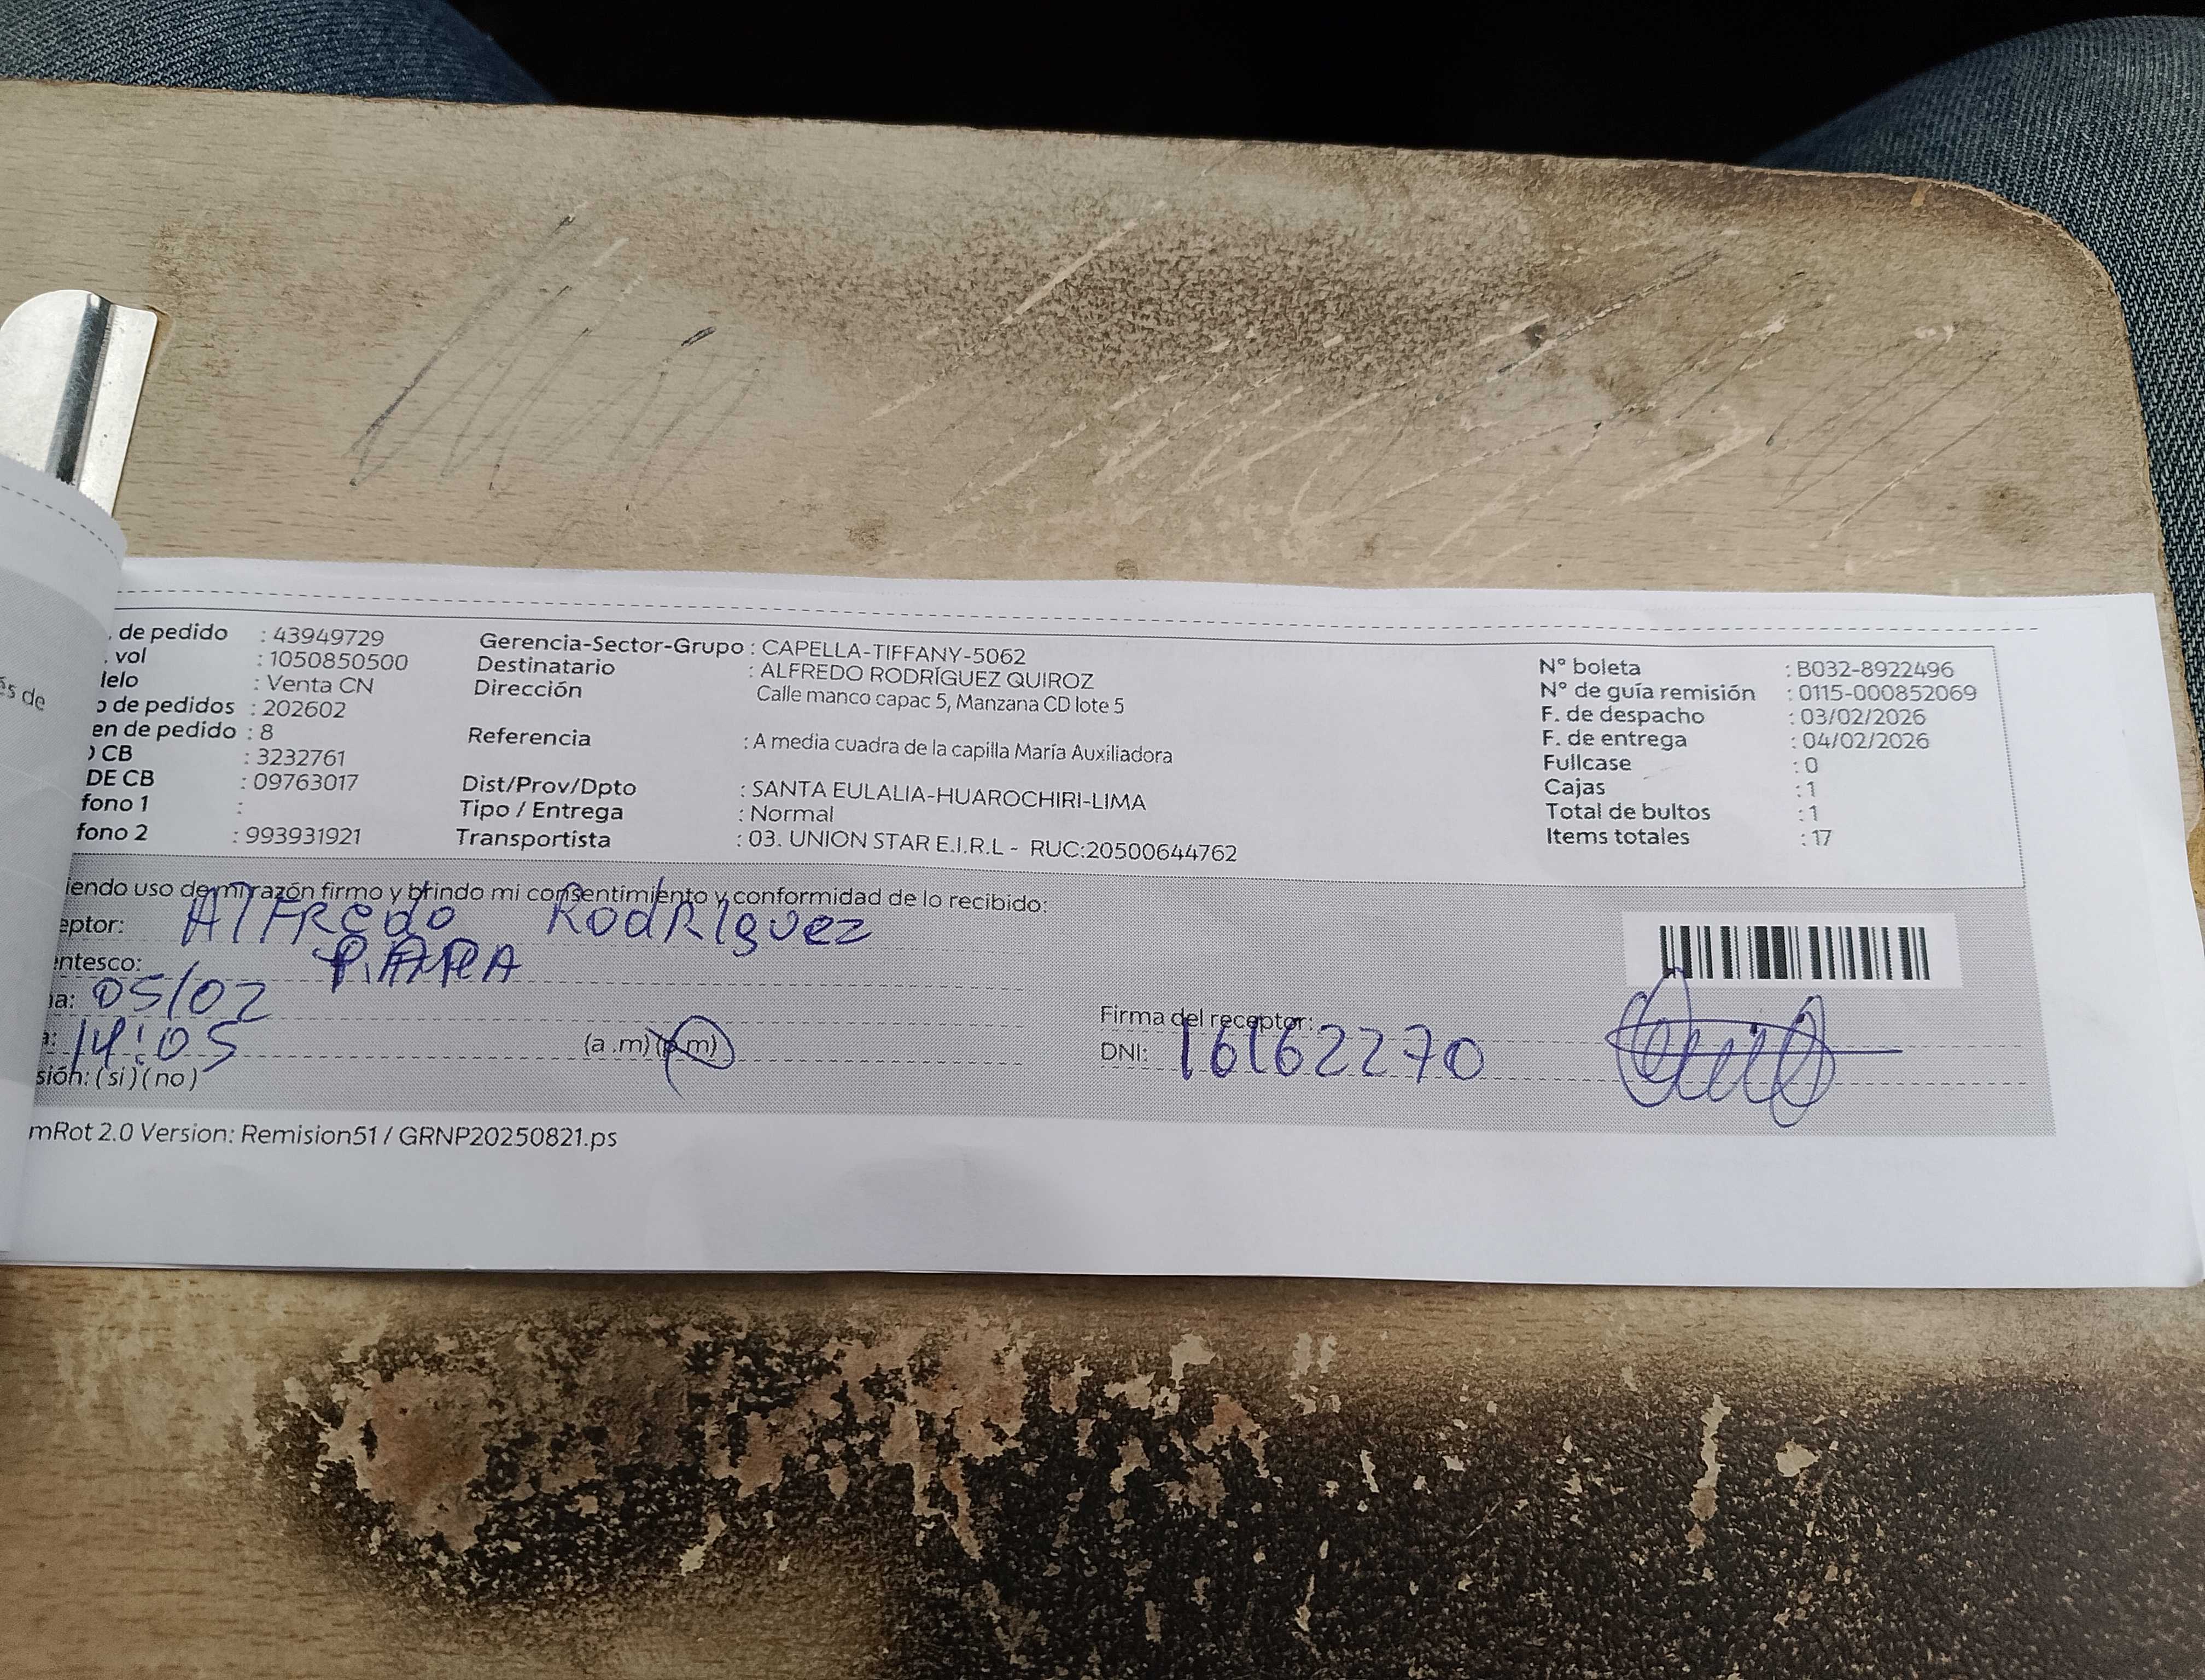 és de
. de pedido : 43949729
. vol : 1050850500
delo : Venta CN
o de pedidos : 202602
en de pedido : 8
O CB : 3232761
DE CB : 09763017
fono 1 :
fono 2 : 993931921
Gerencia-Sector-Grupo : CAPELLA-TIFFANY-5062
Destinatario : ALFREDO RODRÍGUEZ QUIROZ
Dirección Calle manco capac 5, Manzana CD lote 5
Referencia : A media cuadra de la capilla María Auxiliadora
Dist/Prov/Dpto : SANTA EULALIA-HUAROCHIRI-LIMA
Tipo / Entrega : Normal
Transportista : 03. UNION STAR E.I.R.L - RUC:20500644762
N° boleta : B032-8922496
N° de guía remisión : 0115-000852069
F. de despacho : 03/02/2026
F. de entrega : 04/02/2026
Fullcase : 0
Cajas : 1
Total de bultos : 1
Items totales : 17
iendo uso de mi razón firmo y brindo mi consentimiento y conformidad de lo recibido:
eptor: AlFRedo RodRIguez
entesco: PAPA
ha: 05/02
a: 14:05 (a .m)(p.m)
sión: ( si )( no )
Firma del receptor:
DNI: 16162270
mRot 2.0 Version: Remision51 / GRNP20250821.ps